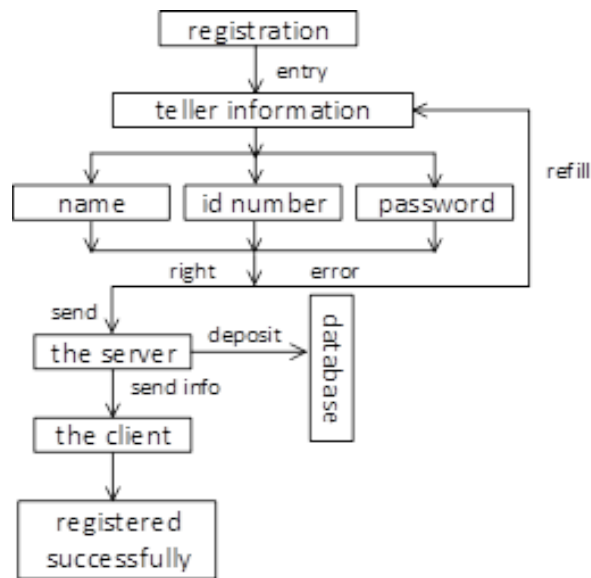 registration
entry
teller information
refill
name
id number
password
right
error
send
the server
deposit
database
send info
the client
registered
successfully